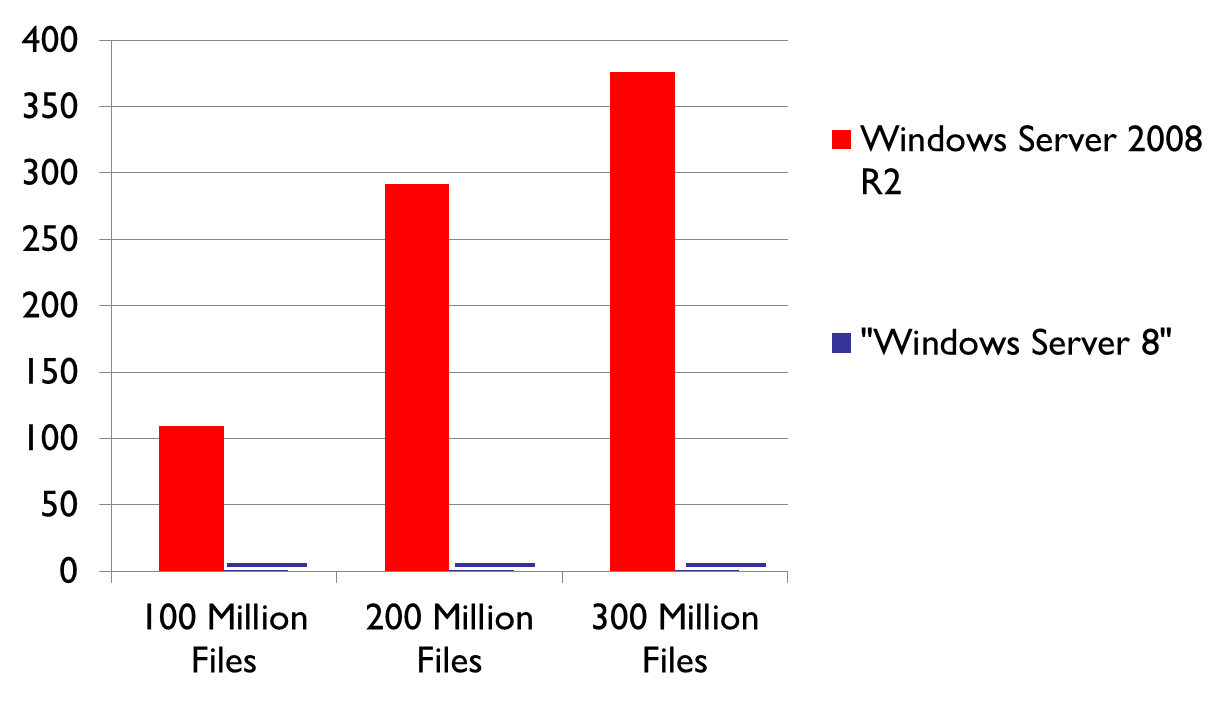 400
350
300
250
200
150
100
50
0
100 Million
Files
200 Million
Files
300 Million
Files
Windows Server 2008
R2
"Windows Server 8"